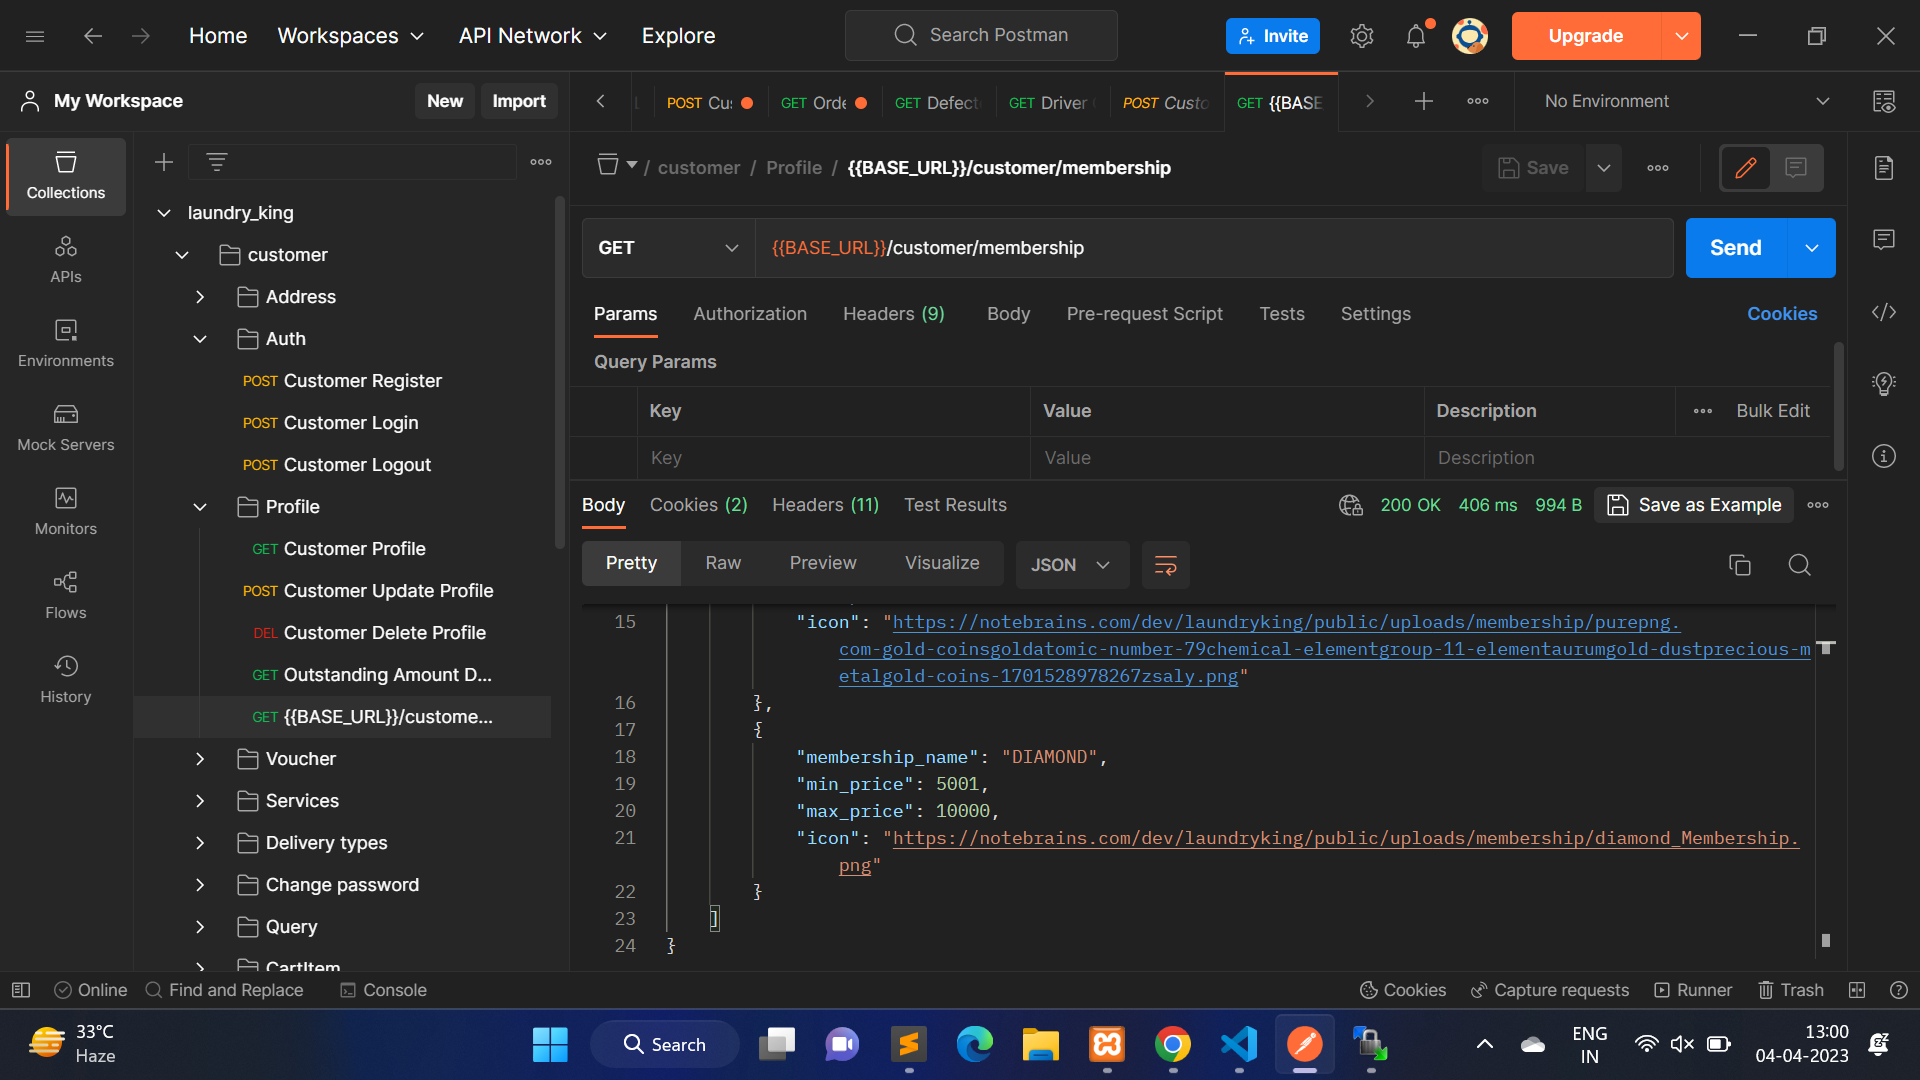 Home
Workspaces
API Network
Explore
Search Postman
Invite
Upgrade
My Workspace
New
Import
POST Cu
GET Orde
GET Defect
GET Driver
POST Custo
GET {{BASE
No Environment
/ customer / Profile / {{BASE_URL}}/customer/membership
Save
Collections
APIs
Environments
Mock Servers
Monitors
Flows
History
laundry_king
customer
Address
Auth
POST Customer Register
POST Customer Login
POST Customer Logout
Profile
GET Customer Profile
POST Customer Update Profile
DEL Customer Delete Profile
GET Outstanding Amount D...
GET {{BASE_URL}}/custome...
Voucher
Services
Delivery types
Change password
Query
CartItem
GET
{{BASE_URL}}/customer/membership
Send
Params
Authorization
Headers (9)
Body
Pre-request Script
Tests
Settings
Cookies
Query Params
Key
Value
Description
Bulk Edit
Key
Value
Description
Body
Cookies (2)
Headers (11)
Test Results
200 OK
406 ms
994 B
Save as Example
Pretty
Raw
Preview
Visualize
JSON
15 "icon": "https://notebrains.com/dev/laundryking/public/uploads/membership/purepng.
com-gold-coinsgoldatomic-number-79chemical-elementgroup-11-elementaurumgold-dustprecious-m
etalgold-coins-1701528978267zsaly.png"
16 },
17 {
18 "membership_name": "DIAMOND",
19 "min_price": 5001,
20 "max_price": 10000,
21 "icon": "https://notebrains.com/dev/laundryking/public/uploads/membership/diamond_Membership.
png"
22 }
23 ]
24 }
Online
Find and Replace
Console
Cookies
Capture requests
Runner
Trash
33°C
Haze
Search
ENG
IN
13:00
04-04-2023